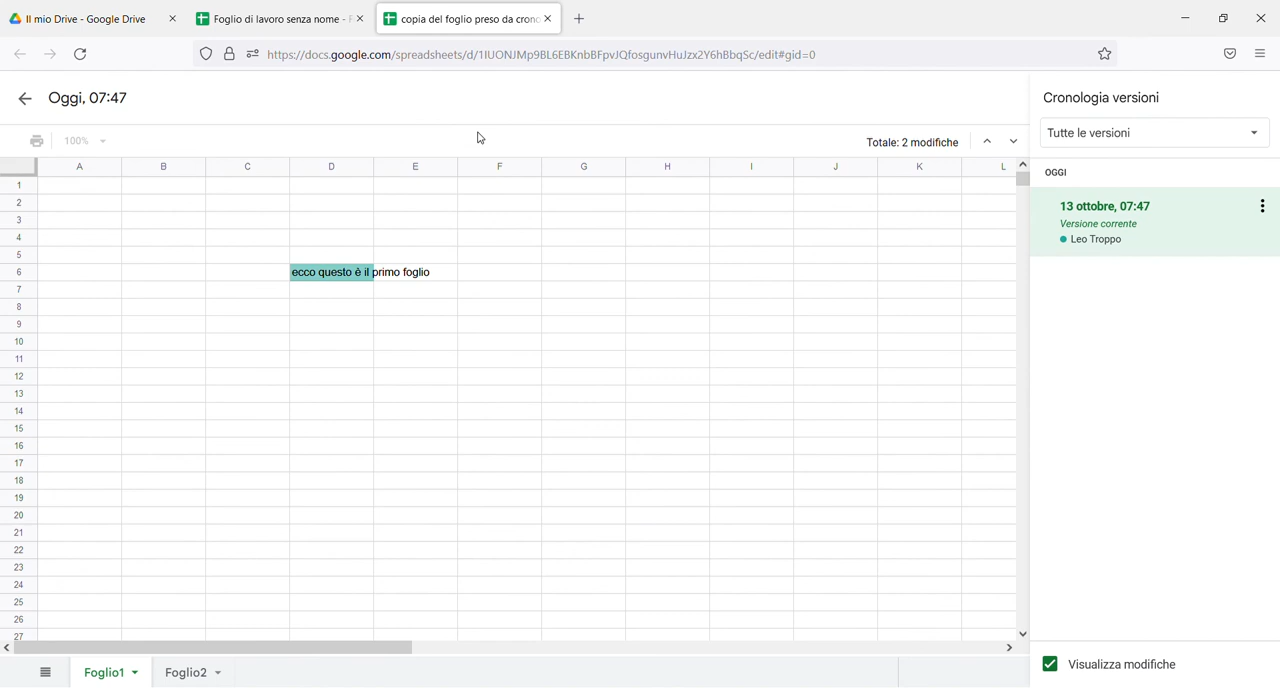 Il mio Drive - Google Drive
Foglio di lavoro senza nome - F
copia del foglio preso da crono
https://docs.google.com/spreadsheets/d/1IUONJMp9BL6EBKnbBFpvJQfosgunvHuJzx2Y6hBbqSc/edit#gid=0
Oggi, 07:47
Cronologia versioni
100%
Totale: 2 modifiche
Tutte le versioni
A B C D E F G H I J K L
OGGI
1
13 ottobre, 07:47
2
Versione corrente
3
Leo Troppo
4
5
6 ecco questo è il primo foglio
7
8
9
10
11
12
13
14
15
16
17
18
19
20
21
22
23
24
25
26
27
Foglio1 Foglio2
Visualizza modifiche